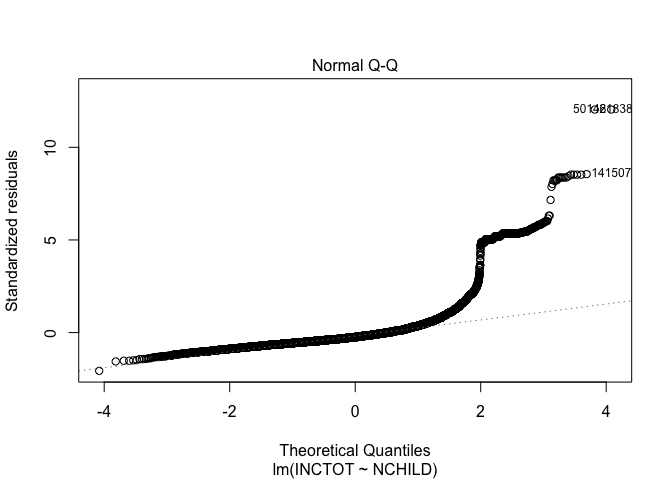 Normal Q-Q
141507
Standardized residuals
0
5
10
-4
-2
0
2
4
Theoretical Quantiles
lm(INCTOT ~ NCHILD)